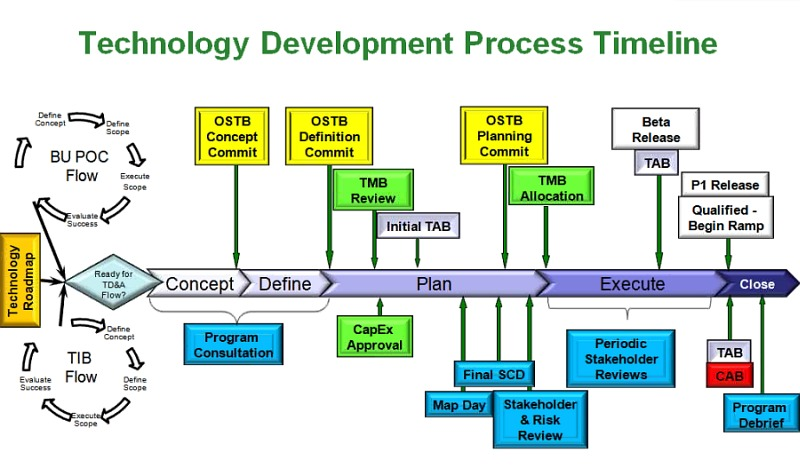 Technology Development Process Timeline
Define
Concept
Define
Scope
BU POC
Flow
Execute
Scope
Evaluate
Success
OSTB
Concept
Commit
OSTB
Definition
Commit
TMB
Review
Initial TAB
OSTB
Planning
Commit
TMB
Allocation
Beta
Release
TAB
P1 Release
Qualified -
Begin Ramp
Technology
Roadmap
Ready for
TD&A
Flow?
Concept
Define
Plan
Execute
Close
Define
Concept
TIB
Flow
Define
Scope
Execute
Scope
Evaluate
Success
Program
Consultation
CapEx
Approval
Final SCD
Map Day
Stakeholder
& Risk
Review
Periodic
Stakeholder
Reviews
TAB
CAB
Program
Debrief